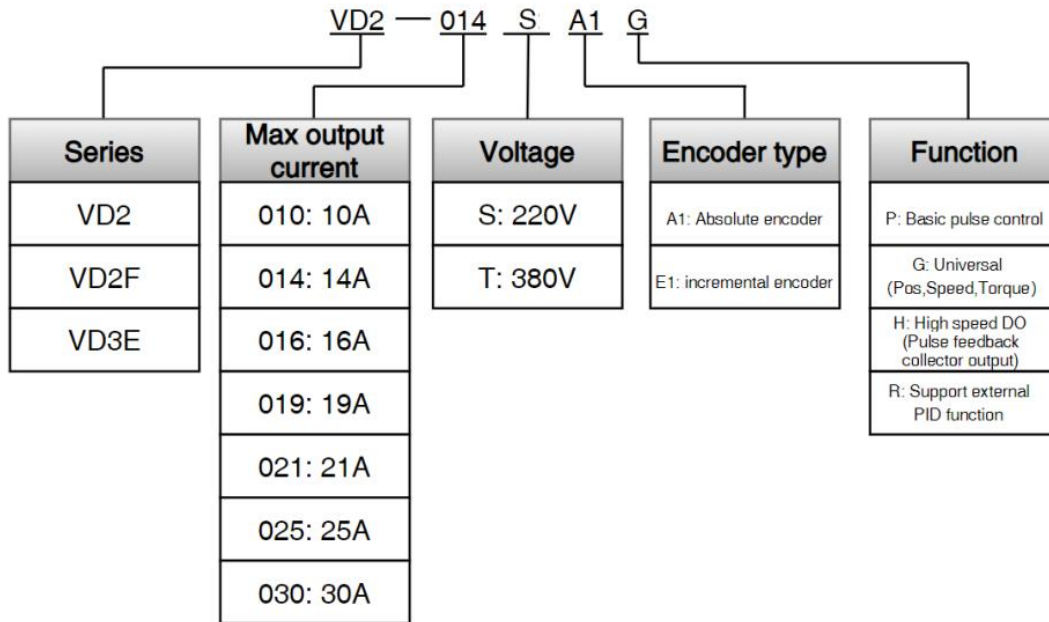 VD2 — 014 S A1 G
Series
VD2
VD2F
VD3E
Max output
current
010: 10A
014: 14A
016: 16A
019: 19A
021: 21A
025: 25A
030: 30A
Voltage
S: 220V
T: 380V
Encoder type
A1: Absolute encoder
E1: incremental encoder
Function
P: Basic pulse control
G: Universal
(Pos,Speed,Torque)
H: High speed DO
(Pulse feedback
collector output)
R: Support external
PID function